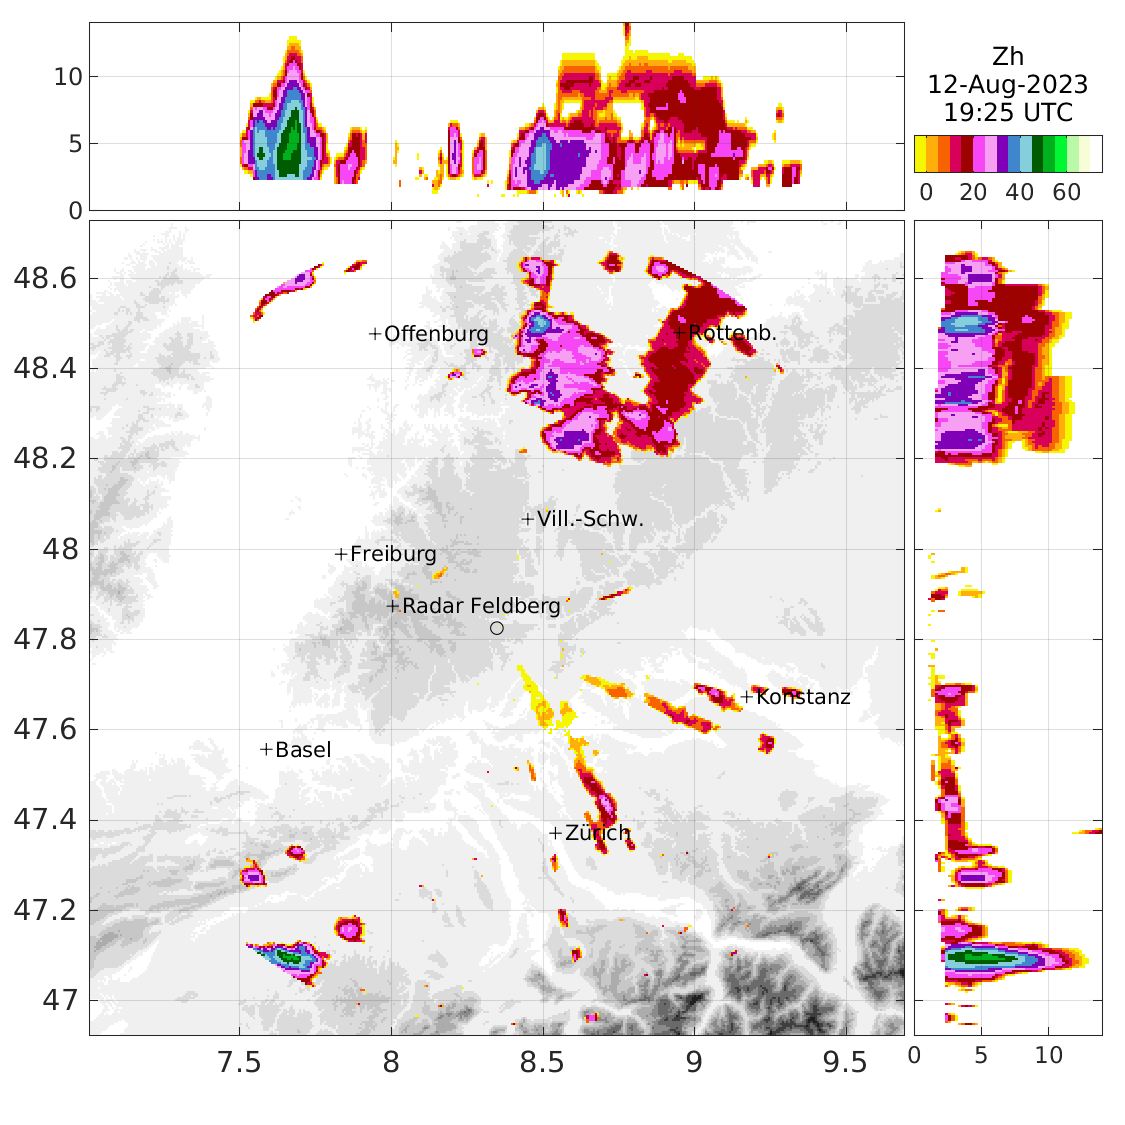 Zh
12-Aug-2023
19:25 UTC
10
5
0
0 20 40 60
48.6
48.4
48.2
48
47.8
47.6
47.4
47.2
47
+Offenburg
+Rottenb.
+Vill.-Schw.
+Freiburg
+Radar Feldberg
+Konstanz
+Basel
+Zürich
7.5 8 8.5 9 9.5
0 5 10